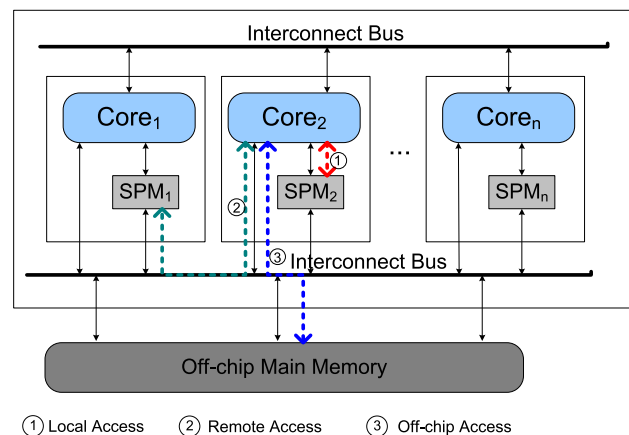 Interconnect Bus
Core1 Core2 Coren
...
1
SPM1 SPM2 SPMn
2
3
Interconnect Bus
Off-chip Main Memory
1 Local Access 2 Remote Access 3 Off-chip Access